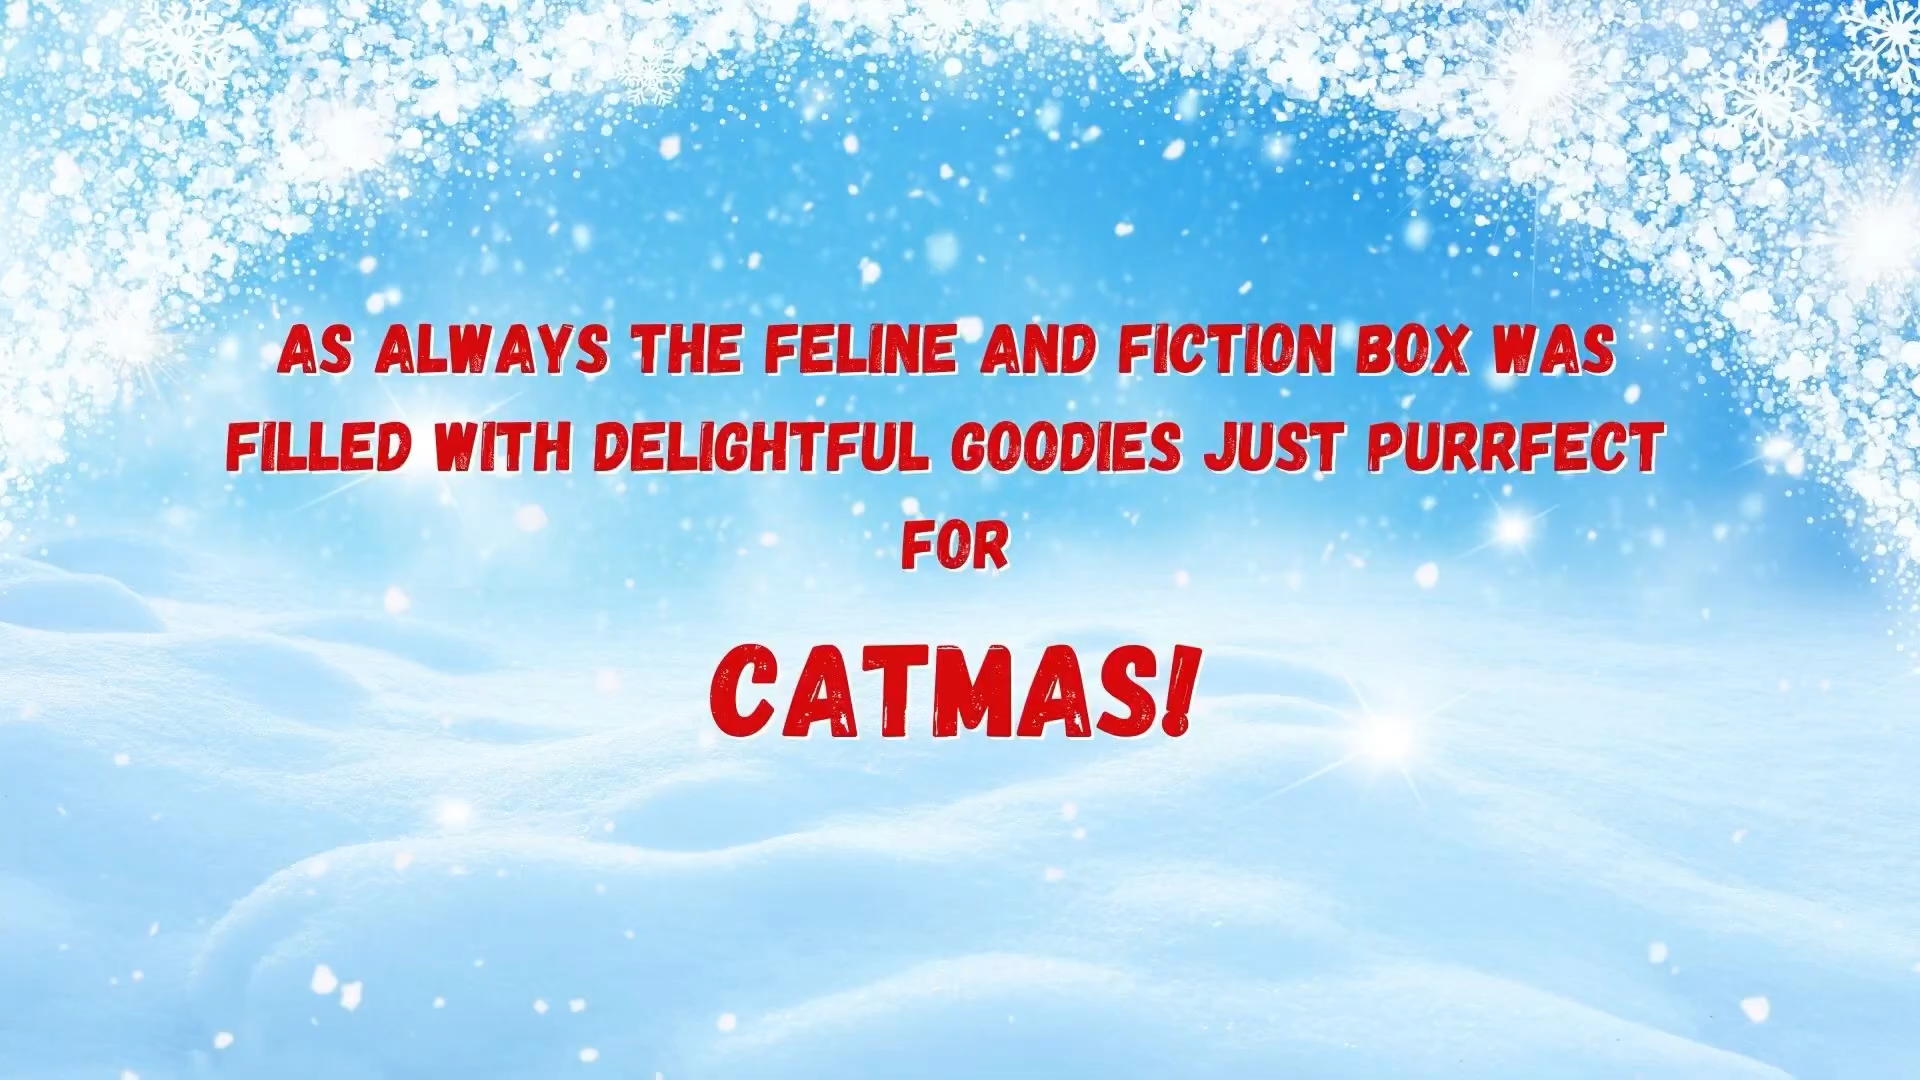 AS ALWAYS THE FELINE AND FICTION BOX WAS
FILLED WITH DELIGHTFUL GOODIES JUST PURRFECT
FOR
CATMAS!